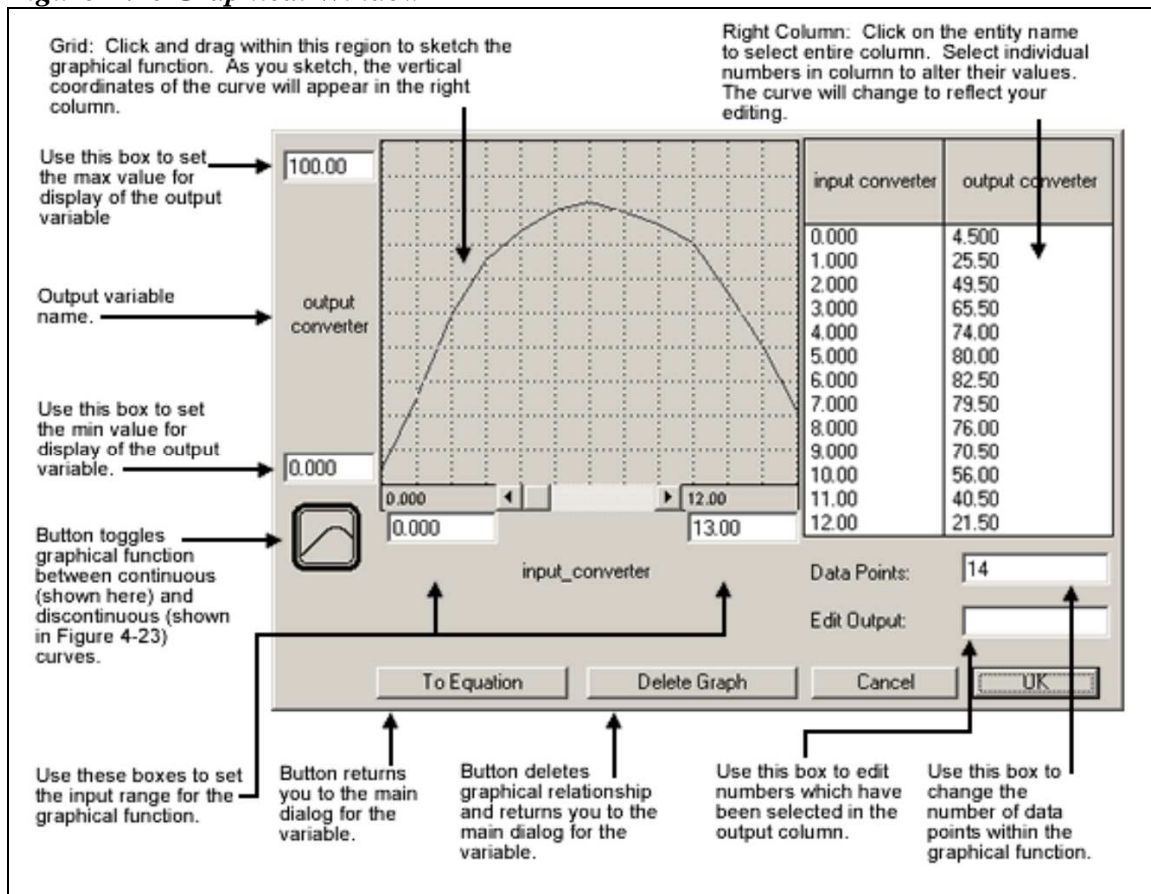 Grid: Click and drag within this region to sketch the
graphical function. As you sketch, the vertical
coordinates of the curve will appear in the right
column.
Right Column: Click on the entity name
to select entire column. Select individual
numbers in column to alter their values.
The curve will change to reflect your
editing.
Use this box to set
the max value for
display of the output
variable
100.00
Output variable
name.
output
converter
Use this box to set
the min value for
display of the output
variable.
0.000
0.000
12.00
0.000
13.00
input_converter
input converter output converter
0.000 4.500
1.000 25.50
2.000 49.50
3.000 65.50
4.000 74.00
5.000 80.00
6.000 82.50
7.000 79.50
8.000 76.00
9.000 70.50
10.00 56.00
11.00 40.50
12.00 21.50
Data Points: 14
Edit Output:
Button toggles
graphical function
between continuous
(shown here) and
discontinuous (shown
in Figure 4-23)
curves.
To Equation
Delete Graph
Cancel
OK
Use these boxes to set
the input range for the
graphical function.
Button returns
you to the main
dialog for the
variable.
Button deletes
graphical relationship
and returns you to the
main dialog for the
variable.
Use this box to edit
numbers which have
been selected in the
output column.
Use this box to
change the
number of data
points within the
graphical function.